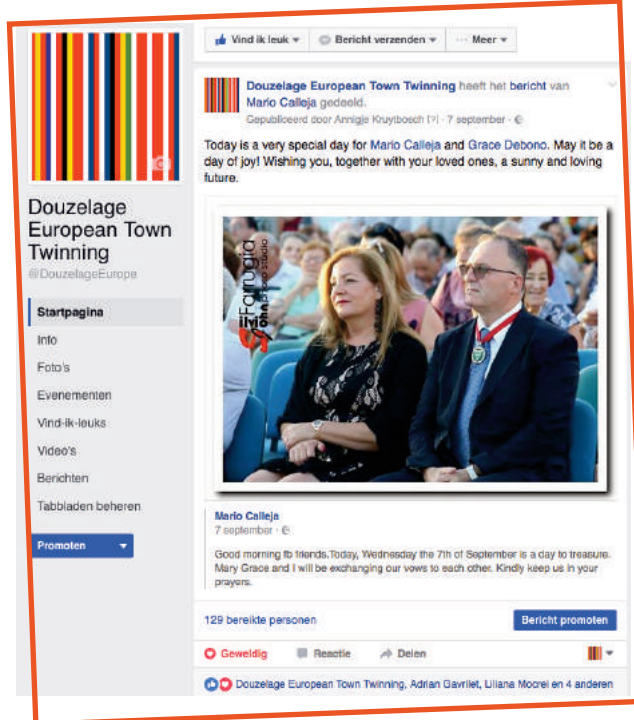 Vind ik leuk
Bericht verzenden
Meer
Douzelage European Town Twinning heeft het bericht van
Mario Calleja gedeeld.
Gepubliceerd door Annigje Kruytbosch [?] · 7 september ·
Today is a very special day for Mario Calleja and Grace Debono. May it be a
day of joy! Wishing you, together with your loved ones, a sunny and loving
future.
Douzelage
European Town
Twinning
@DouzelageEurope
Startpagina
Info
Foto's
Evenementen
Vind-ik-leuks
Video's
Berichten
Tabbladen beheren
Promoten
Farrugia
photo studio
Mario Calleja
7 september ·
Good morning fb friends.Today, Wednesday the 7th of September is a day to treasure.
Mary Grace and I will be exchanging our vows to each other. Kindly keep us in your
prayers.
129 bereikte personen
Bericht promoten
Geweldig
Reactie
Delen
Douzelage European Town Twinning, Adrian Gavrilet, Liliana Mocrei en 4 anderen